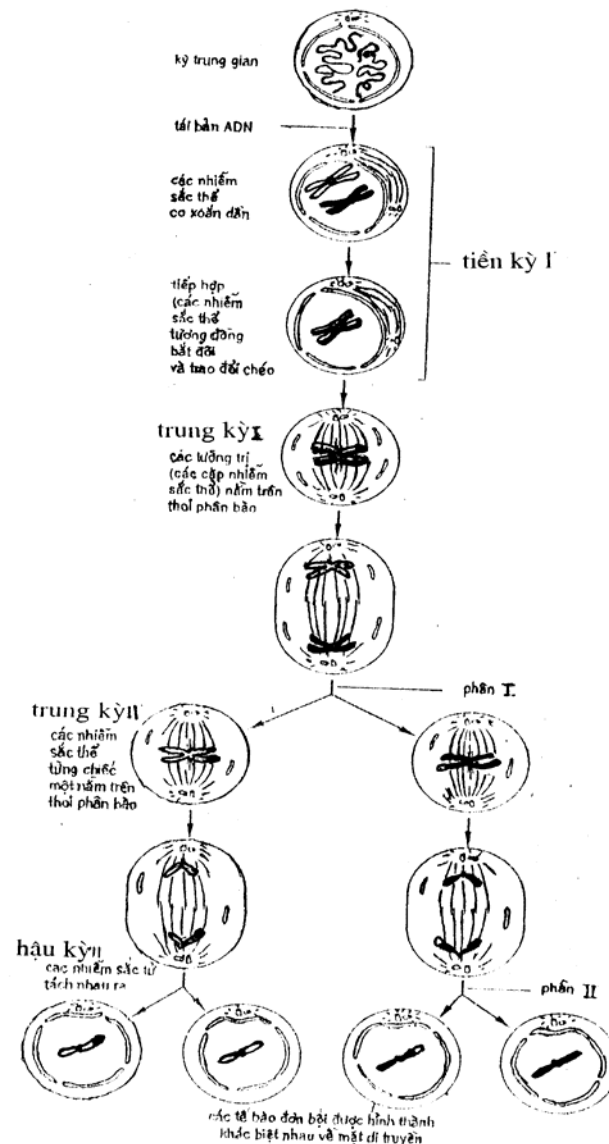 kỳ trung gian
tái bản ADN
các nhiễm
sắc thể
co xoắn dần
tiền kỳ I
tiếp hợp
(các nhiễm
sắc thể
tương đồng
bắt đôi
và trao đổi chéo
trung kỳ I
các lưỡng trị
(các cặp nhiễm
sắc thể) nằm trên
thoi phân bào
phân I
trung kỳ II
các nhiễm
sắc thể
từng chiếc
một nằm trên
thoi phân bào
hậu kỳ II
các nhiễm sắc tử
tách nhau ra
phân II
các tế bào đơn bội được hình thành
khác biệt nhau về mặt di truyền